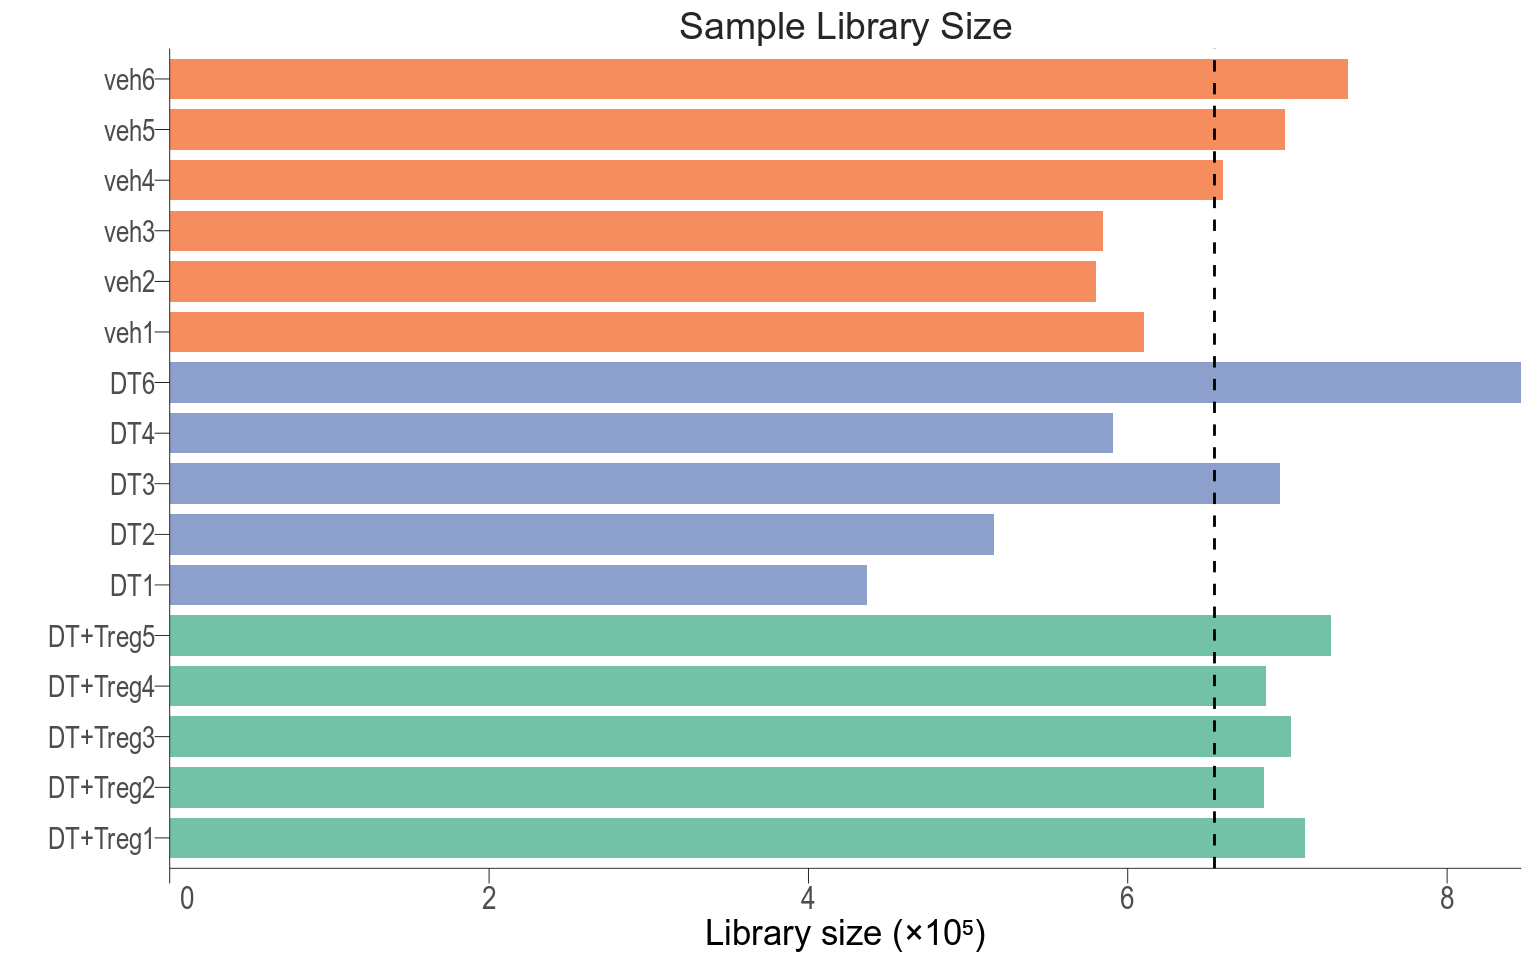 Sample Library Size
veh6
veh5
veh4
veh3
veh2
veh1
DT6
DT4
DT3
DT2
DT1
DT+Treg5
DT+Treg4
DT+Treg3
DT+Treg2
DT+Treg1
0 2 4 6 8
Library size (×10⁵)